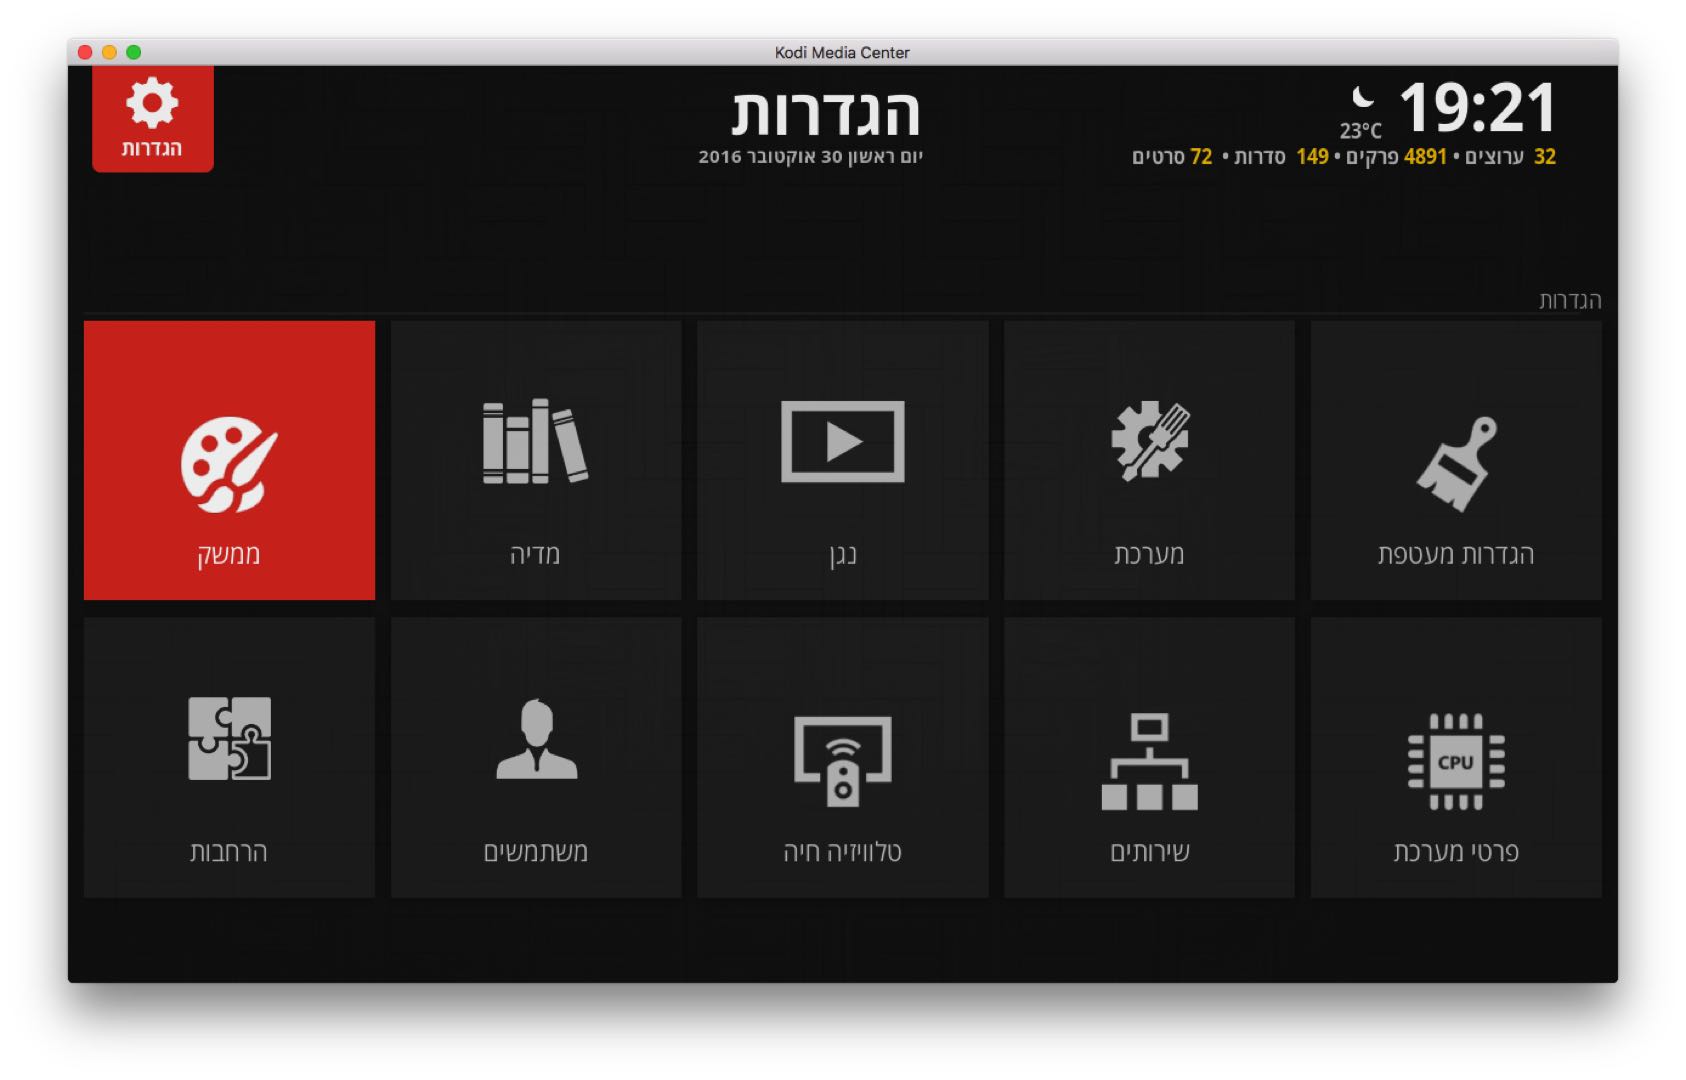 Kodi Media Center
הגדרות
הגדרות
יום ראשון 30 אוקטובר 2016
19:21
23°C
32 ערוצים • 4891 פרקים • 149 סדרות • 72 סרטים
הגדרות
הגדרות מעטפת
מערכת
נגן
מדיה
ממשק
CPU
פרטי מערכת
שירותים
טלוויזיה חיה
משתמשים
הרחבות